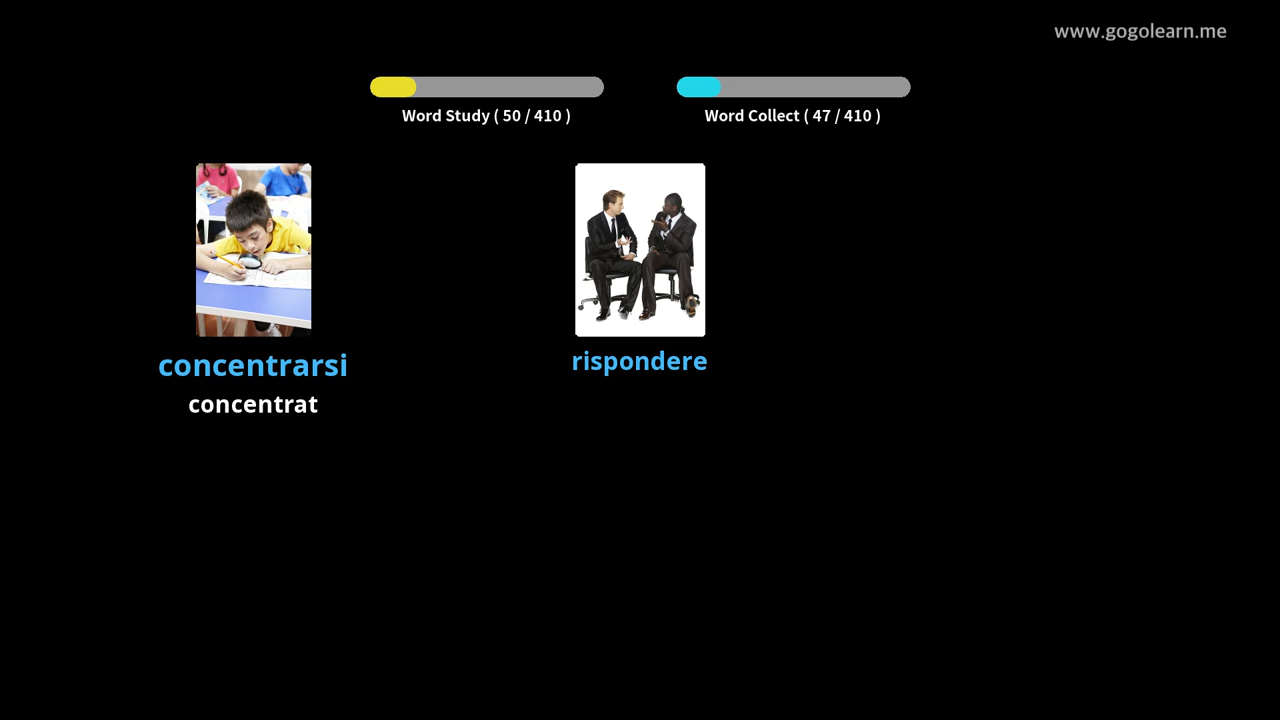 www.gogolearn.me
Word Study ( 50 / 410 )
Word Collect ( 47 / 410 )
concentrarsi
concentrat
rispondere